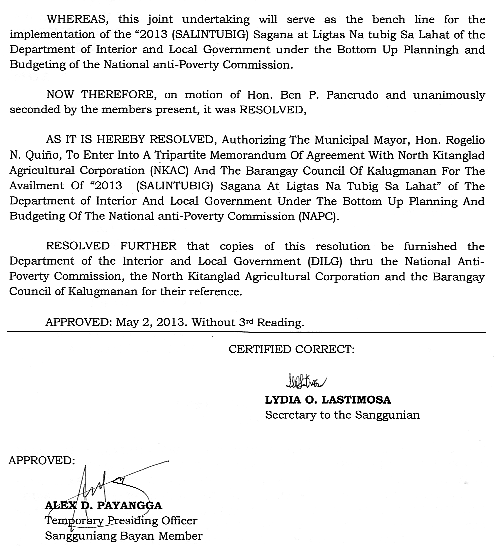 WHEREAS, this joint undertaking will serve as the bench line for the
implementation of the "2013 (SALINTUBIG) Sagana at Ligtas Na tubig Sa Lahat of the
Department of Interior and Local Government under the Bottom Up Planningh and
Budgeting of the National anti-Poverty Commission.
NOW THEREFORE, on motion of Hon. Ben P. Pancrudo and unanimously
seconded by the members present, it was RESOLVED,
AS IT IS HEREBY RESOLVED, Authorizing The Municipal Mayor, Hon. Rogelio
N. Quiño, To Enter Into A Tripartite Memorandum Of Agreement With North Kitanglad
Agricultural Corporation (NKAC) And The Barangay Council Of Kalugmanan For The
Availment Of "2013 (SALINTUBIG) Sagana At Ligtas Na Tubig Sa Lahat" of The
Department of Interior And Local Government Under The Bottom Up Planning And
Budgeting Of The National anti-Poverty Commission (NAPC).
RESOLVED FURTHER that copies of this resolution be furnished the
Department of the Interior and Local Government (DILG) thru the National Anti-
Poverty Commission, the North Kitanglad Agricultural Corporation and the Barangay
Council of Kalugmanan for their reference.
APPROVED: May 2, 2013. Without 3rd Reading.
CERTIFIED CORRECT:
LYDIA O. LASTIMOSA
Secretary to the Sanggunian
APPROVED:
ALEX D. PAYANGGA
Temporary Presiding Officer
Sangguniang Bayan Member